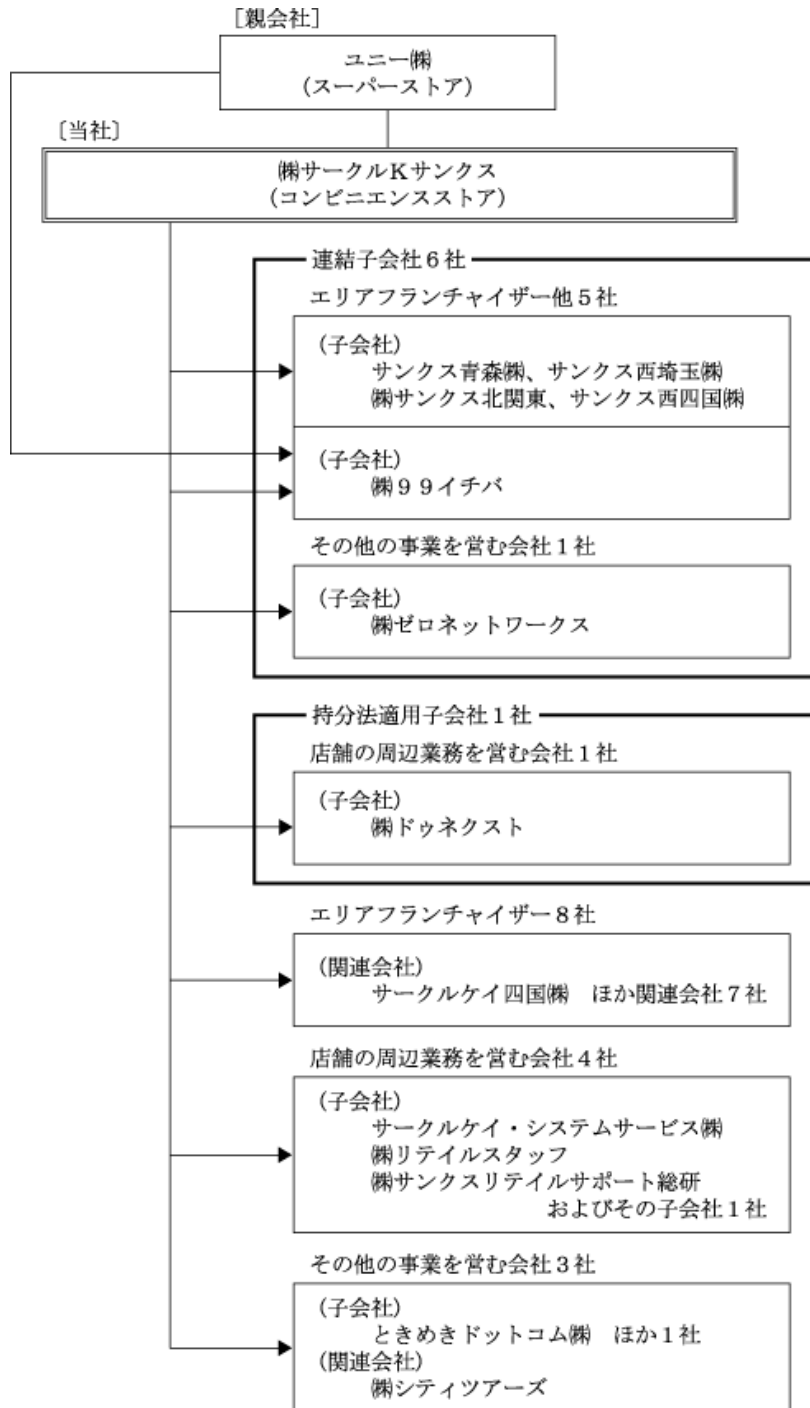 ［親会社］
ユニー㈱
（スーパーストア）
〔当社〕
㈱サークルＫサンクス
（コンビニエンスストア）
連結子会社６社
エリアフランチャイザー他５社
（子会社）
サンクス青森㈱、サンクス西埼玉㈱
㈱サンクス北関東、サンクス西四国㈱
（子会社）
㈱９９イチバ
その他の事業を営む会社１社
（子会社）
㈱ゼロネットワークス
持分法適用子会社１社
店舗の周辺業務を営む会社１社
（子会社）
㈱ドゥネクスト
エリアフランチャイザー８社
（関連会社）
サークルケイ四国㈱　ほか関連会社７社
店舗の周辺業務を営む会社４社
（子会社）
サークルケイ・システムサービス㈱
㈱リテイルスタッフ
㈱サンクスリテイルサポート総研
およびその子会社１社
その他の事業を営む会社３社
（子会社）
ときめきドットコム㈱　ほか１社
（関連会社）
㈱シティツアーズ